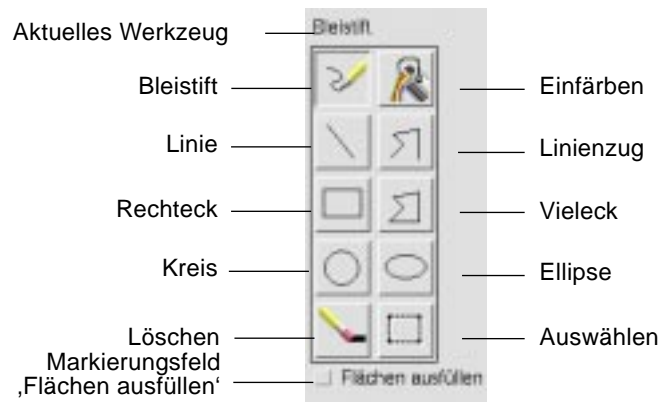 Aktuelles Werkzeug
Bleistift
Bleistift
Einfärben
Linie
Linienzug
Rechteck
Vieleck
Kreis
Ellipse
Löschen
Auswählen
Markierungsfeld
‚Flächen ausfüllen‘
Flächen ausfüllen